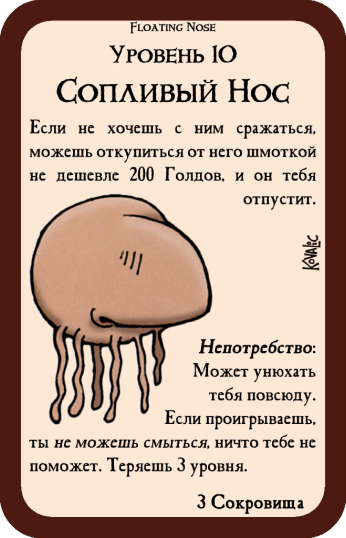 Floating Nose
Уровень 10
Сопливый Нос
Если не хочешь с ним сражаться,
можешь откупиться от него шмоткой
не дешевле 200 Голдов, и он тебя
отпустит.
Kovalic
Непотребство:
Может унюхать
тебя повсюду.
Если проигрываешь,
ты не можешь смыться, ничто тебе не
поможет. Теряешь 3 уровня.
3 Сокровища